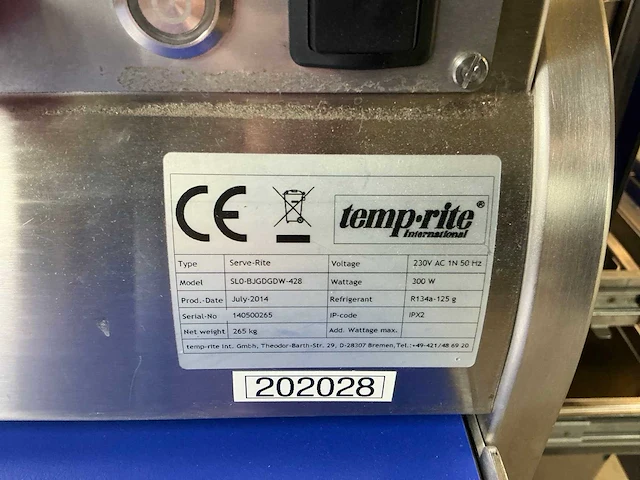 CE
temp·rite®
International
Type Serve-Rite Voltage 230V AC 1N 50 Hz
Model SL0-BJGDGDW-428 Wattage 300 W
Prod.-Date July-2014 Refrigerant R134a-125 g
Serial-No 140500265 IP-code IPX2
Net weight 265 kg Add. Wattage max.
temp-rite Int. Gmbh, Theodor-Barth-Str. 29, D-28307 Bremen, Tel.: +49-421/48 69 20
202028